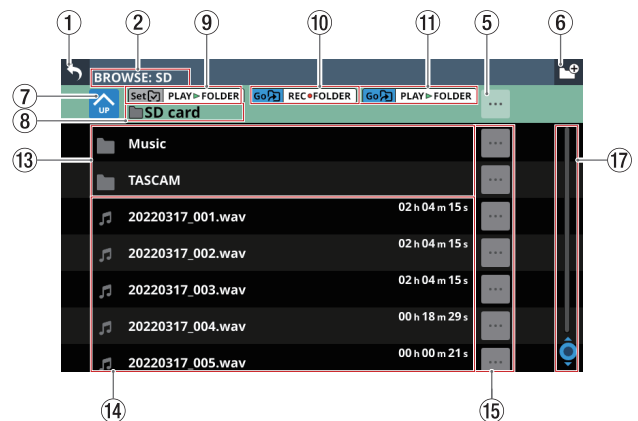 ① ② ⑨ ⑩ ⑪ ⑤ ⑥
BROWSE: SD
⑦ UP Set PLAY▶FOLDER Go REC●FOLDER Go PLAY▶FOLDER ...
⑧ SD card
⑬ Music ... ⑰
TASCAM ...
20220317_001.wav 02 h 04 m 15 s ...
20220317_002.wav 02 h 04 m 15 s ...
20220317_003.wav 02 h 04 m 15 s ...
20220317_004.wav 00 h 18 m 29 s ...
20220317_005.wav 00 h 00 m 21 s ...
⑭ ⑮